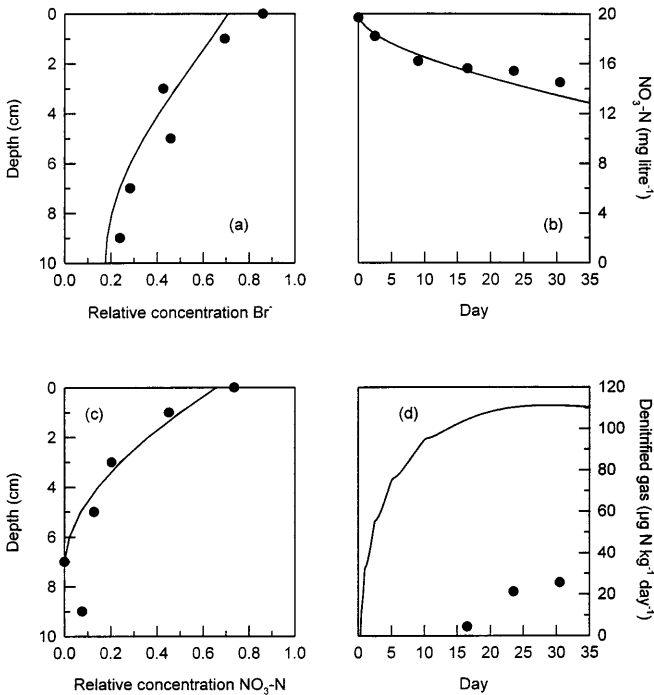 0
2
4
6
8
10
Depth (cm)
(a)
0.0 0.2 0.4 0.6 0.8 1.0
Relative concentration Br-
20
16
12
8
4
0
NO3-N (mg litre-1)
(b)
0 5 10 15 20 25 30 35
Day
0
2
4
6
8
10
Depth (cm)
(c)
0.0 0.2 0.4 0.6 0.8 1.0
Relative concentration NO3-N
120
100
80
60
40
20
0
Denitrified gas (µg N kg-1 day-1)
(d)
0 5 10 15 20 25 30 35
Day